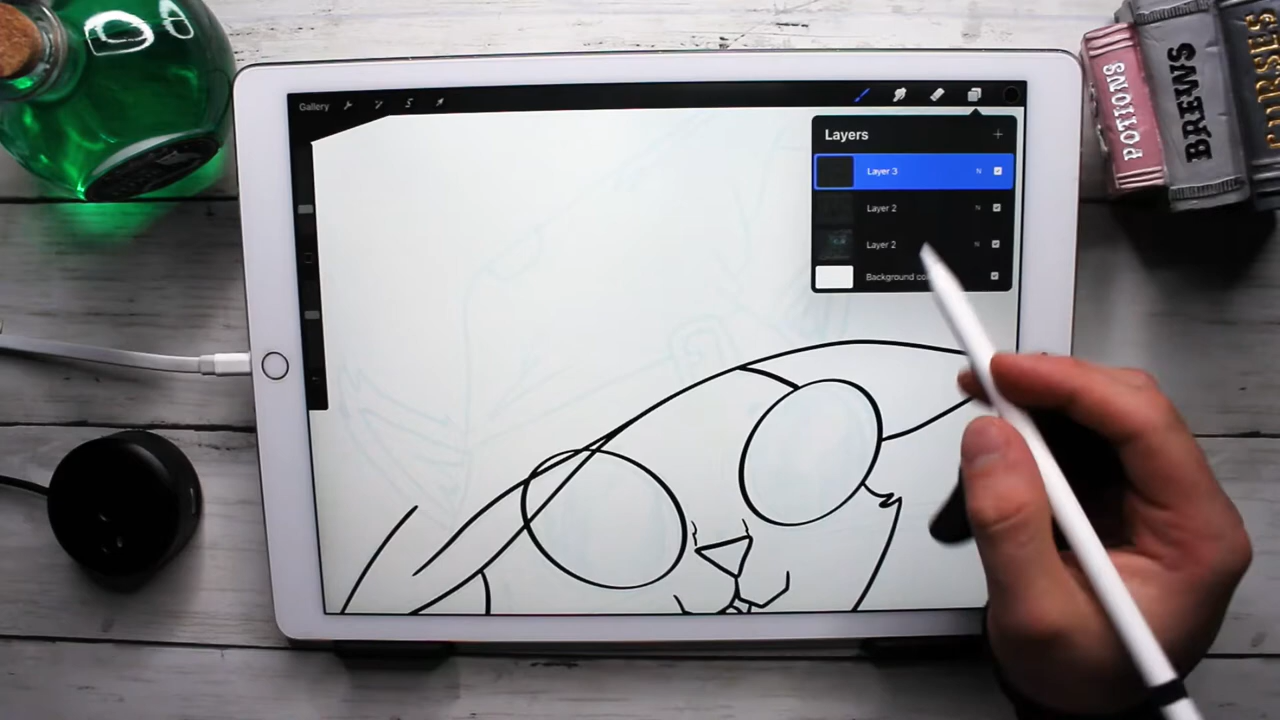 Gallery
S
Layers
Layer 3
N
Layer 2
N
Layer 2
N
Background co
POTIONS
BREWS
CURSES